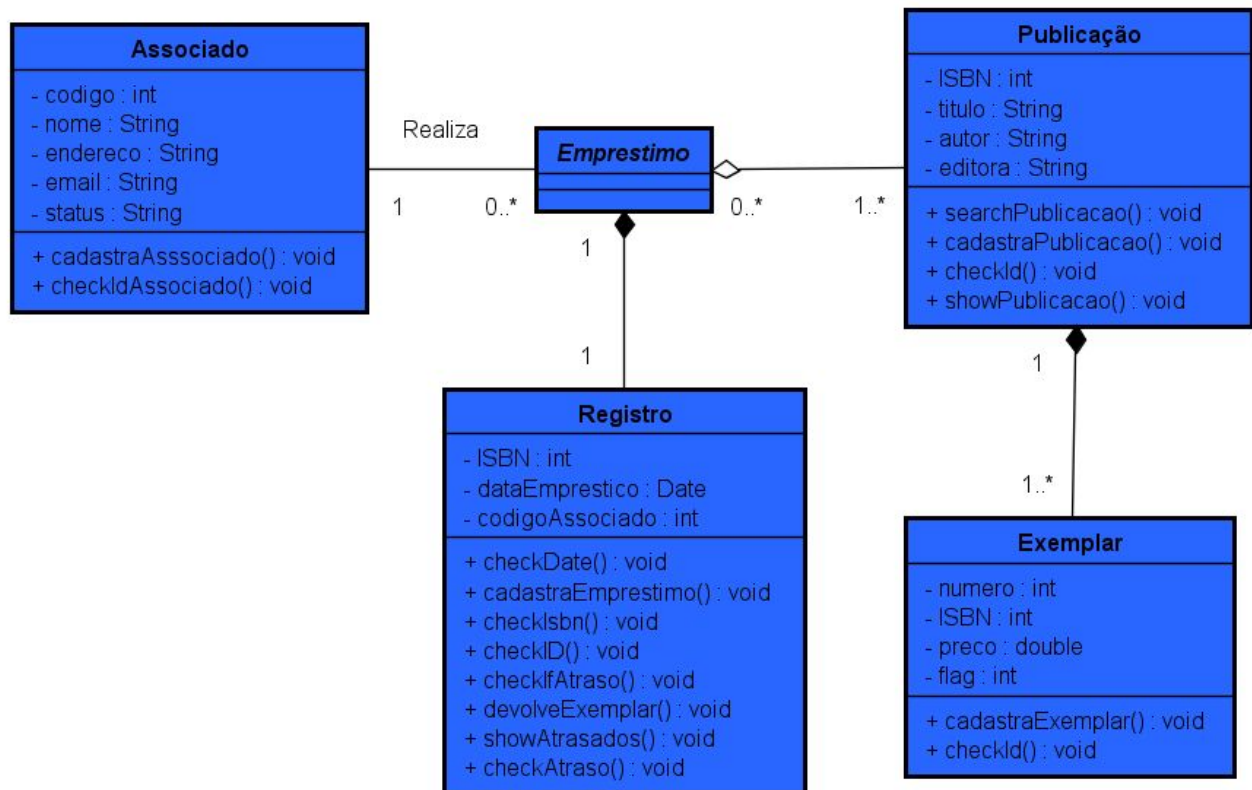 Associado
- codigo : int
- nome : String
- endereco : String
- email : String
- status : String
+ cadastraAsssociado() : void
+ checkIdAssociado() : void
Realiza
1
0..*
Emprestimo
0..*
1..*
Publicação
- ISBN : int
- titulo : String
- autor : String
- editora : String
+ searchPublicacao() : void
+ cadastraPublicacao() : void
+ checkId() : void
+ showPublicacao() : void
1
1
Registro
- ISBN : int
- dataEmprestico : Date
- codigoAssociado : int
+ checkDate() : void
+ cadastraEmprestimo() : void
+ checkIsbn() : void
+ checkID() : void
+ checkIfAtraso() : void
+ devolveExemplar() : void
+ showAtrasados() : void
+ checkAtraso() : void
1
1..*
Exemplar
- numero : int
- ISBN : int
- preco : double
- flag : int
+ cadastraExemplar() : void
+ checkId() : void